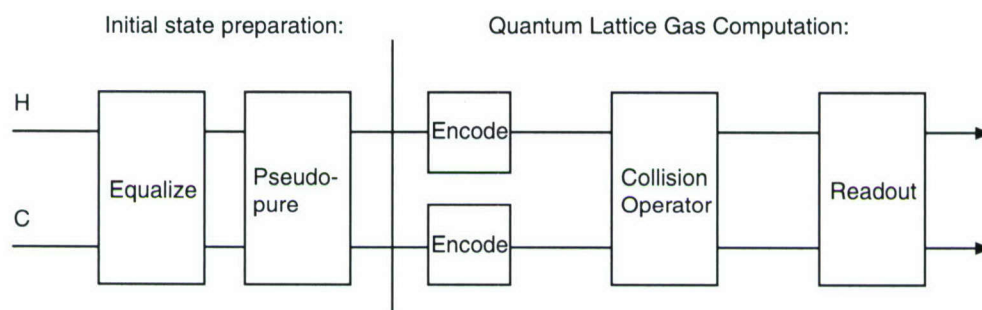 Initial state preparation:
Quantum Lattice Gas Computation:
H
C
Equalize
Pseudo-
pure
Encode
Encode
Collision
Operator
Readout